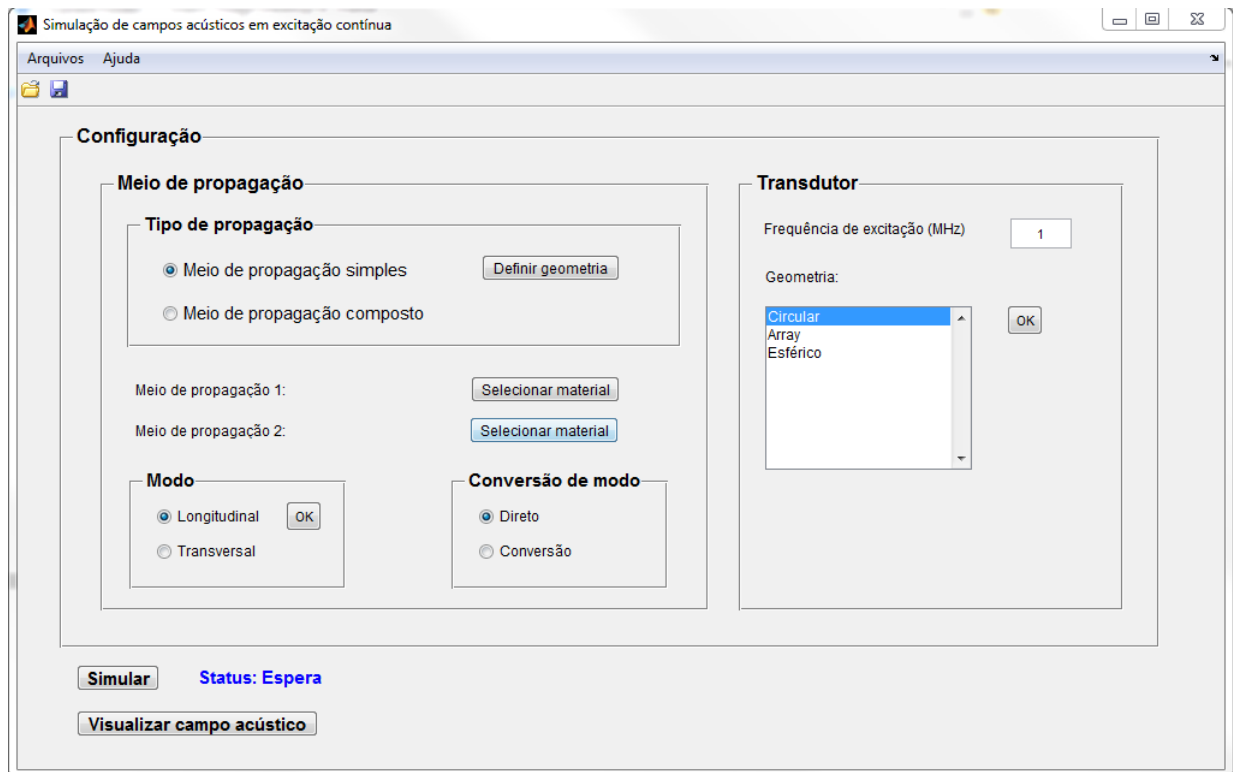 Simulação de campos acústicos em excitação contínua
Arquivos Ajuda
Configuração
Meio de propagação
Tipo de propagação
Meio de propagação simples
Definir geometria
Meio de propagação composto
Meio de propagação 1:
Selecionar material
Meio de propagação 2:
Selecionar material
Modo
Longitudinal
OK
Transversal
Conversão de modo
Direto
Conversão
Transdutor
Frequência de excitação (MHz)
1
Geometria:
Circular
Array
Esférico
OK
Simular
Status: Espera
Visualizar campo acústico